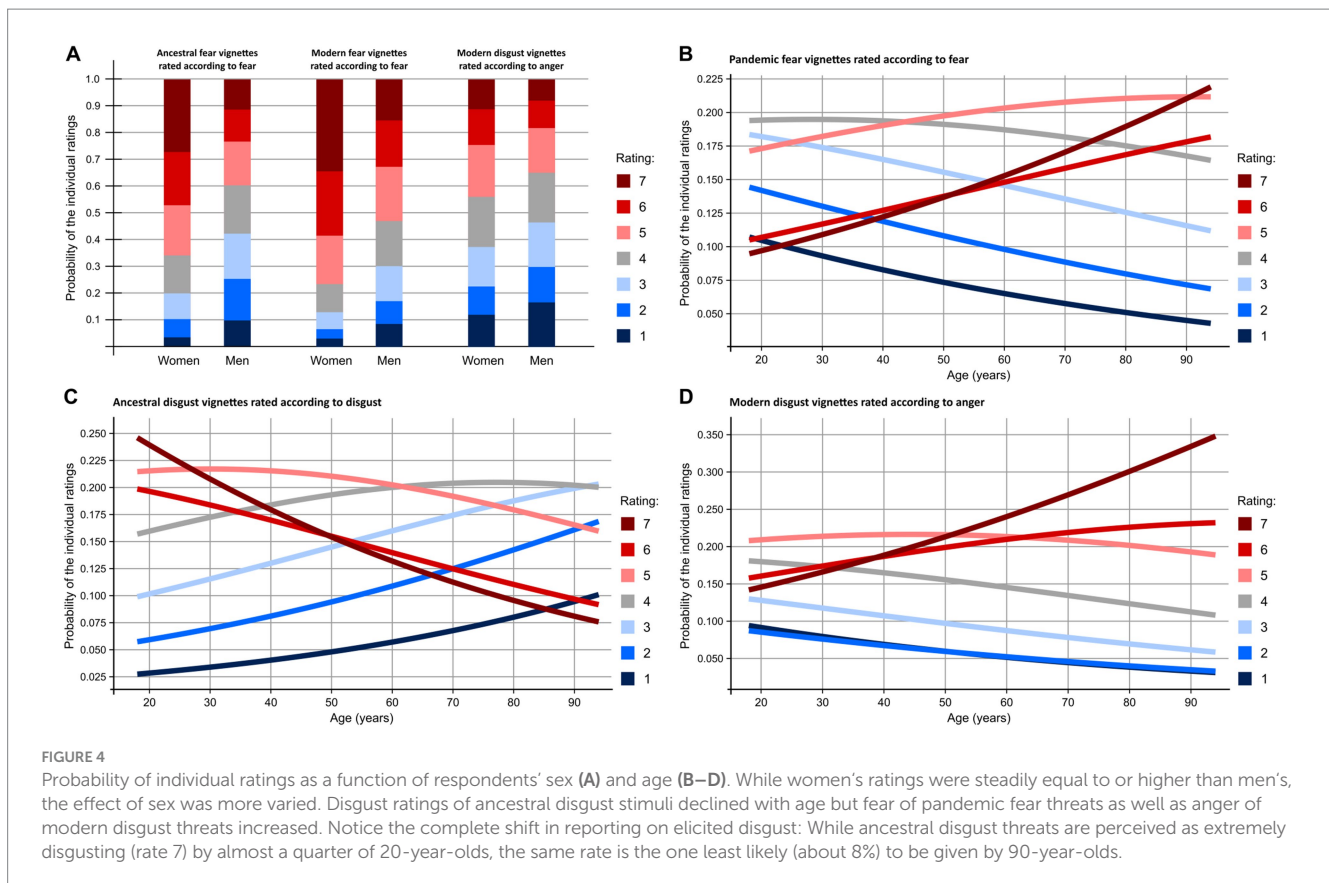 A
Ancestral fear vignettes
rated according to fear
Modern fear vignettes
rated according to fear
Modern disgust vignettes
rated according to anger
Probability of the individual ratings
1.0
0.9
0.8
0.7
0.6
0.5
0.4
0.3
0.2
0.1
Women
Men
Women
Men
Women
Men
Rating:
7
6
5
4
3
2
1
B
Pandemic fear vignettes rated according to fear
Probability of the individual ratings
0.225
0.200
0.175
0.150
0.125
0.100
0.075
0.050
20 30 40 50 60 70 80 90
Age (years)
Rating:
7
6
5
4
3
2
1
C
Ancestral disgust vignettes rated according to disgust
Probability of the individual ratings
0.250
0.225
0.200
0.175
0.150
0.125
0.100
0.075
0.050
0.025
20 30 40 50 60 70 80 90
Age (years)
Rating:
7
6
5
4
3
2
1
D
Modern disgust vignettes rated according to anger
Probability of the individual ratings
0.350
0.300
0.250
0.200
0.150
0.100
0.050
20 30 40 50 60 70 80 90
Age (years)
Rating:
7
6
5
4
3
2
1
FIGURE 4
Probability of individual ratings as a function of respondents' sex (A) and age (B–D). While women's ratings were steadily equal to or higher than men's,
the effect of sex was more varied. Disgust ratings of ancestral disgust stimuli declined with age but fear of pandemic fear threats as well as anger of
modern disgust threats increased. Notice the complete shift in reporting on elicited disgust: While ancestral disgust threats are perceived as extremely
disgusting (rate 7) by almost a quarter of 20-year-olds, the same rate is the one least likely (about 8%) to be given by 90-year-olds.